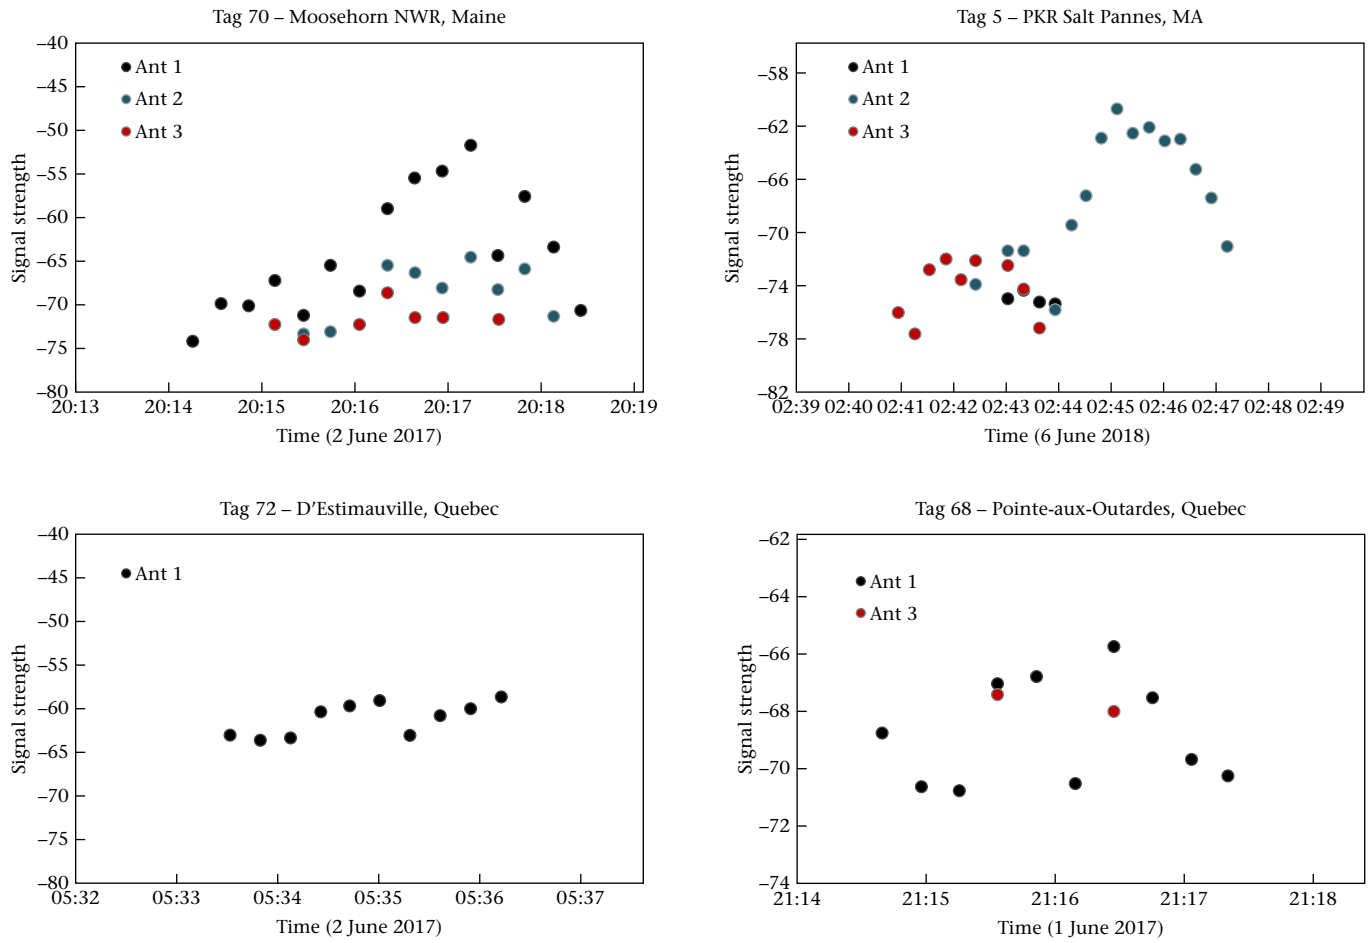 Tag 70 – Moosehorn NWR, Maine
–40
–45
–50
–55
–60
–65
–70
–75
–80
Signal strength
Ant 1
Ant 2
Ant 3
20:13 20:14 20:15 20:16 20:17 20:18 20:19
Time (2 June 2017)
Tag 5 – PKR Salt Pannes, MA
–58
–62
–66
–70
–74
–78
–82
Signal strength
Ant 1
Ant 2
Ant 3
02:39 02:40 02:41 02:42 02:43 02:44 02:45 02:46 02:47 02:48 02:49
Time (6 June 2018)
Tag 72 – D’Estimauville, Quebec
–40
–45
–50
–55
–60
–65
–70
–75
–80
Signal strength
Ant 1
05:32 05:33 05:34 05:35 05:36 05:37
Time (2 June 2017)
Tag 68 – Pointe-aux-Outardes, Quebec
–62
–64
–66
–68
–70
–72
–74
Signal strength
Ant 1
Ant 3
21:14 21:15 21:16 21:17 21:18
Time (1 June 2017)